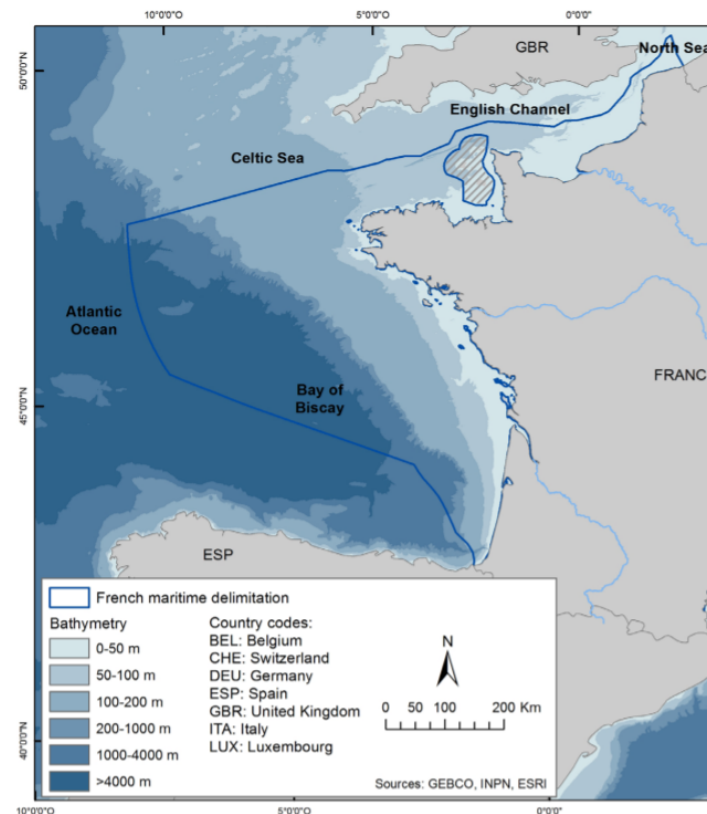 10°0'0"O 5°0'0"O 0°0'0"
50°0'0"N
GBR
North Sea
English Channel
Celtic Sea
Atlantic
Ocean
FRANC
45°0'0"N
Bay of
Biscay
ESP
French maritime delimitation
Bathymetry
0-50 m
50-100 m
100-200 m
200-1000 m
1000-4000 m
>4000 m
Country codes:
BEL: Belgium
CHE: Switzerland
DEU: Germany
ESP: Spain
GBR: United Kingdom
ITA: Italy
LUX: Luxembourg
N
0 50 100 200 Km
Sources: GEBCO, INPN, ESRI
40°0'0"N
10°0'0"O 5°0'0"O 0°0'0"